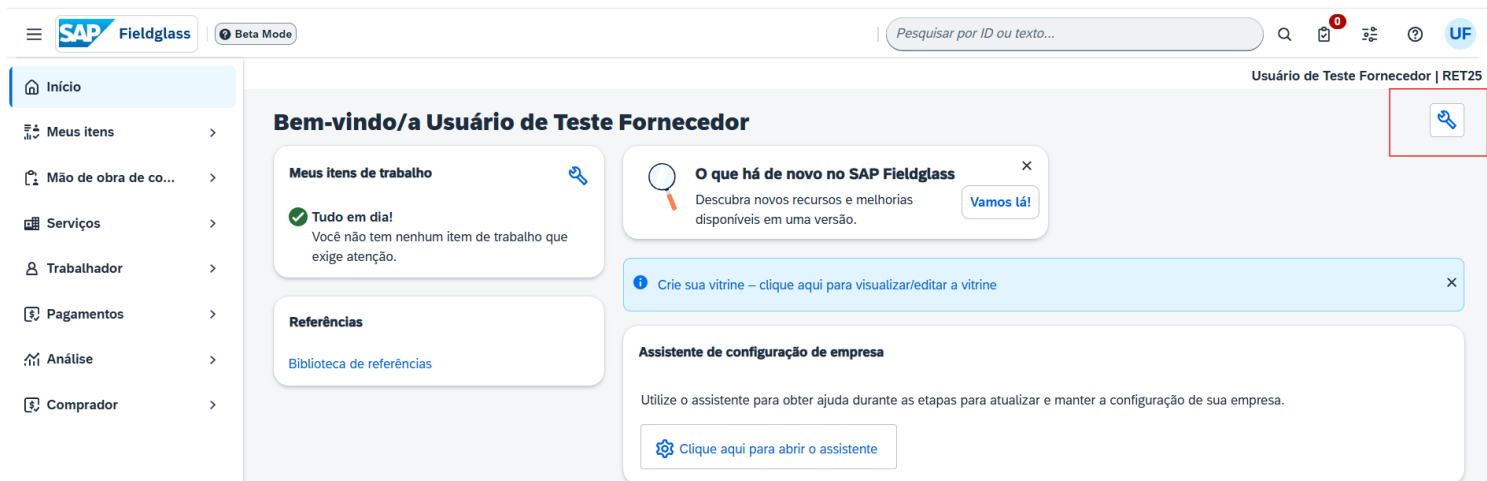 SAP Fieldglass
Beta Mode
Pesquisar por ID ou texto...
0
UF
Usuário de Teste Fornecedor | RET25
Início
Meus itens
Mão de obra de co...
Serviços
Trabalhador
Pagamentos
Análise
Comprador
Bem-vindo/a Usuário de Teste Fornecedor
Meus itens de trabalho
Tudo em dia!
Você não tem nenhum item de trabalho que
exige atenção.
Referências
Biblioteca de referências
O que há de novo no SAP Fieldglass
Descubra novos recursos e melhorias
disponíveis em uma versão.
Vamos lá!
Crie sua vitrine – clique aqui para visualizar/editar a vitrine
Assistente de configuração de empresa
Utilize o assistente para obter ajuda durante as etapas para atualizar e manter a configuração de sua empresa.
Clique aqui para abrir o assistente